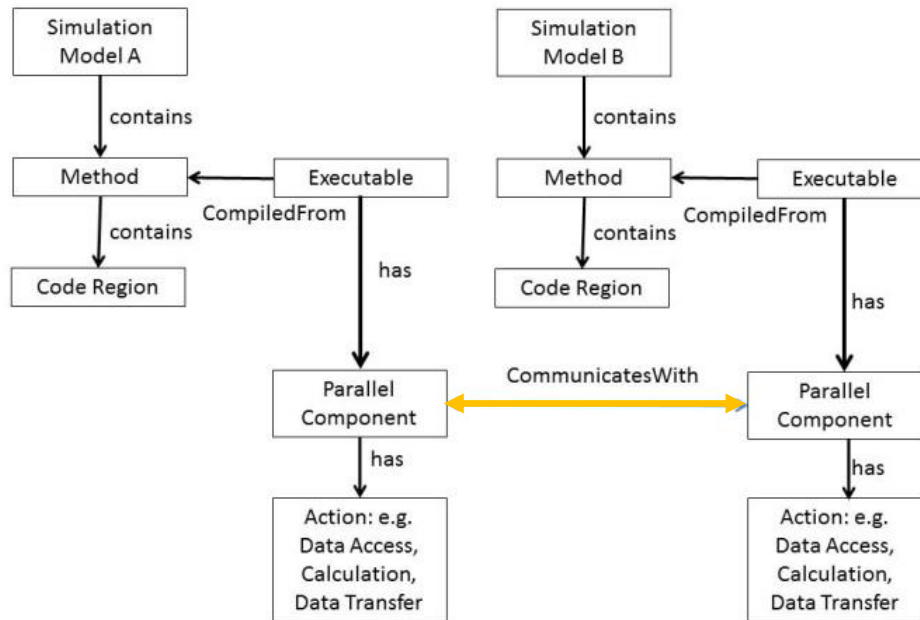 Simulation
Model A
contains
Method
Executable
CompiledFrom
contains
Code Region
has
Parallel
Component
has
Action: e.g.
Data Access,
Calculation,
Data Transfer
CommunicatesWith
Simulation
Model B
contains
Method
Executable
CompiledFrom
contains
Code Region
has
Parallel
Component
has
Action: e.g.
Data Access,
Calculation,
Data Transfer